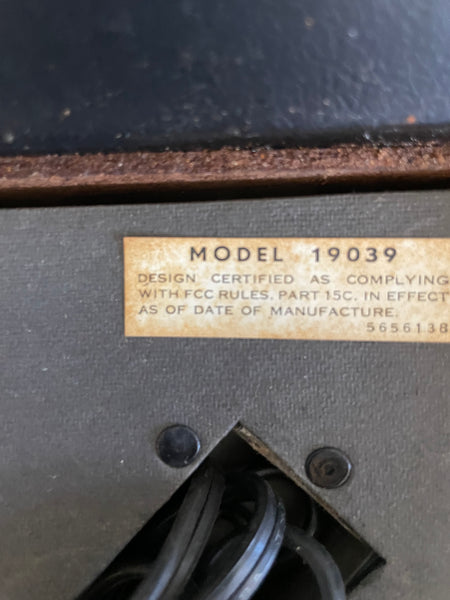 MODEL 19039
DESIGN CERTIFIED AS COMPLYING
WITH FCC RULES, PART 15C, IN EFFECT
AS OF DATE OF MANUFACTURE.
5656138